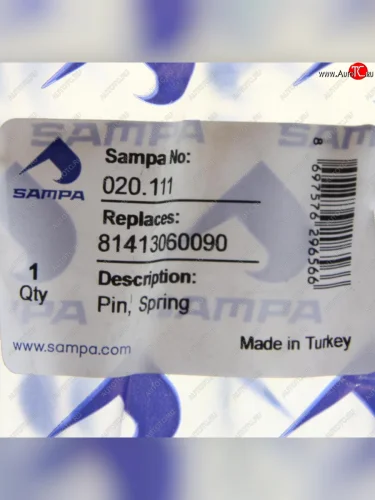 www.AutoTC.ru
SAMPA
Sampa No:
020.111
Replaces:
81413060090
1
Qty
Description:
Pin, Spring
www.sampa.com
Made in Turkey
8 697576 296566